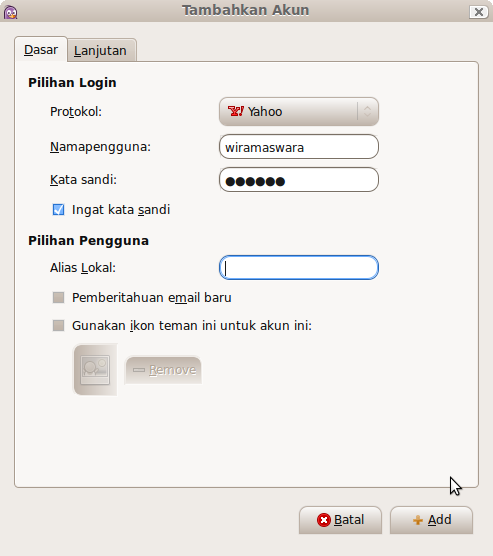 Tambahkan Akun
Dasar
Lanjutan
Pilihan Login
Protokol:
Yahoo
Namapengguna:
wiramaswara
Kata sandi:
●●●●●●
Ingat kata sandi
Pilihan Pengguna
Alias Lokal:
Pemberitahuan email baru
Gunakan ikon teman ini untuk akun ini:
Remove
Batal
Add